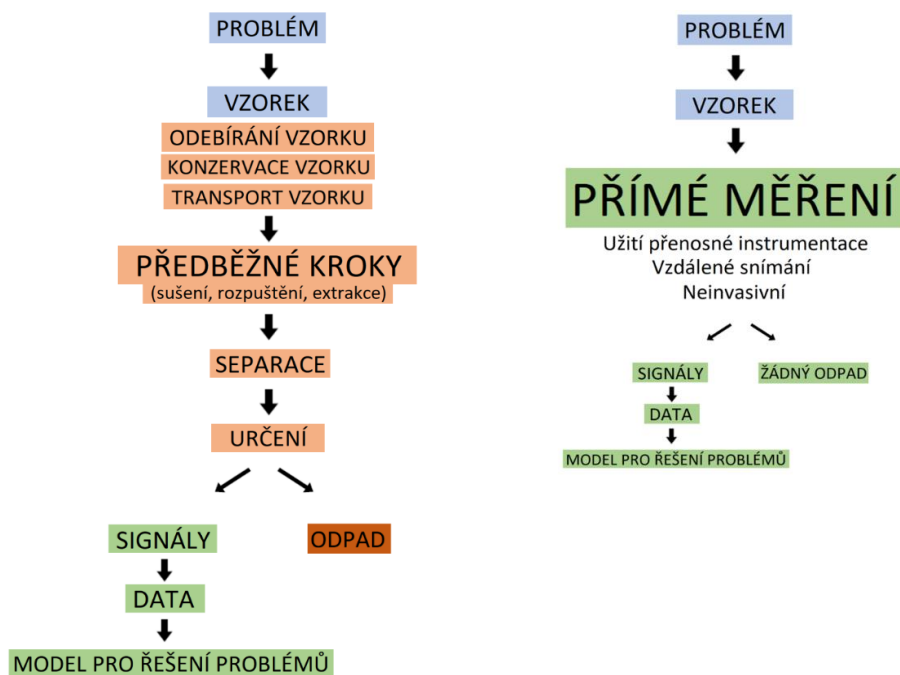 PROBLÉM
VZOREK
ODEBÍRÁNÍ VZORKU
KONZERVACE VZORKU
TRANSPORT VZORKU
PŘEDBĚŽNÉ KROKY
(sušení, rozpuštění, extrakce)
SEPARACE
URČENÍ
SIGNÁLY
ODPAD
DATA
MODEL PRO ŘEŠENÍ PROBLÉMŮ
PROBLÉM
VZOREK
PŘÍMÉ MĚŘENÍ
Užití přenosné instrumentace
Vzdálené snímání
Neinvasivní
SIGNÁLY
ŽÁDNÝ ODPAD
DATA
MODEL PRO ŘEŠENÍ PROBLÉMŮ